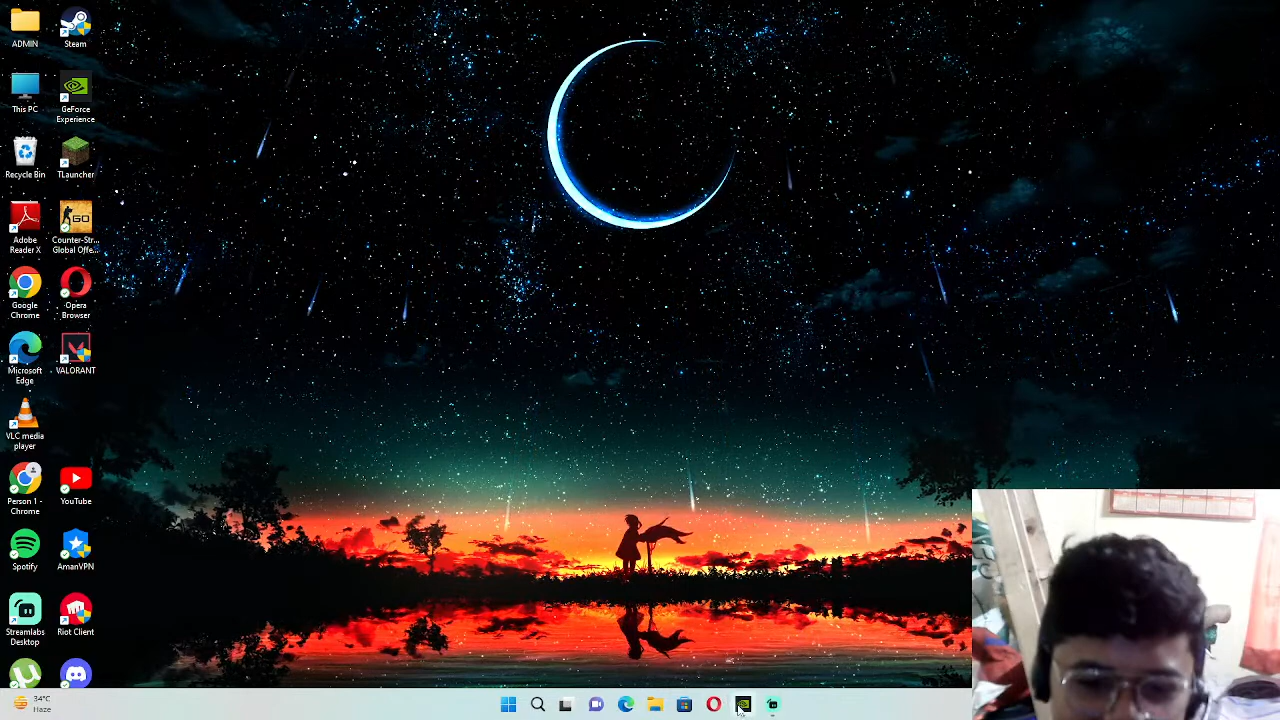 ADMIN
Steam
This PC
GeForce
Experience
Recycle Bin
TLauncher
Adobe
Reader X
GO
Counter-Str...
Global Offe...
Google
Chrome
Opera
Browser
Microsoft
Edge
VALORANT
VLC media
player
Person 1 -
Chrome
YouTube
Spotify
AmanVPN
Streamlabs
Desktop
Riot Client
34°C
Haze